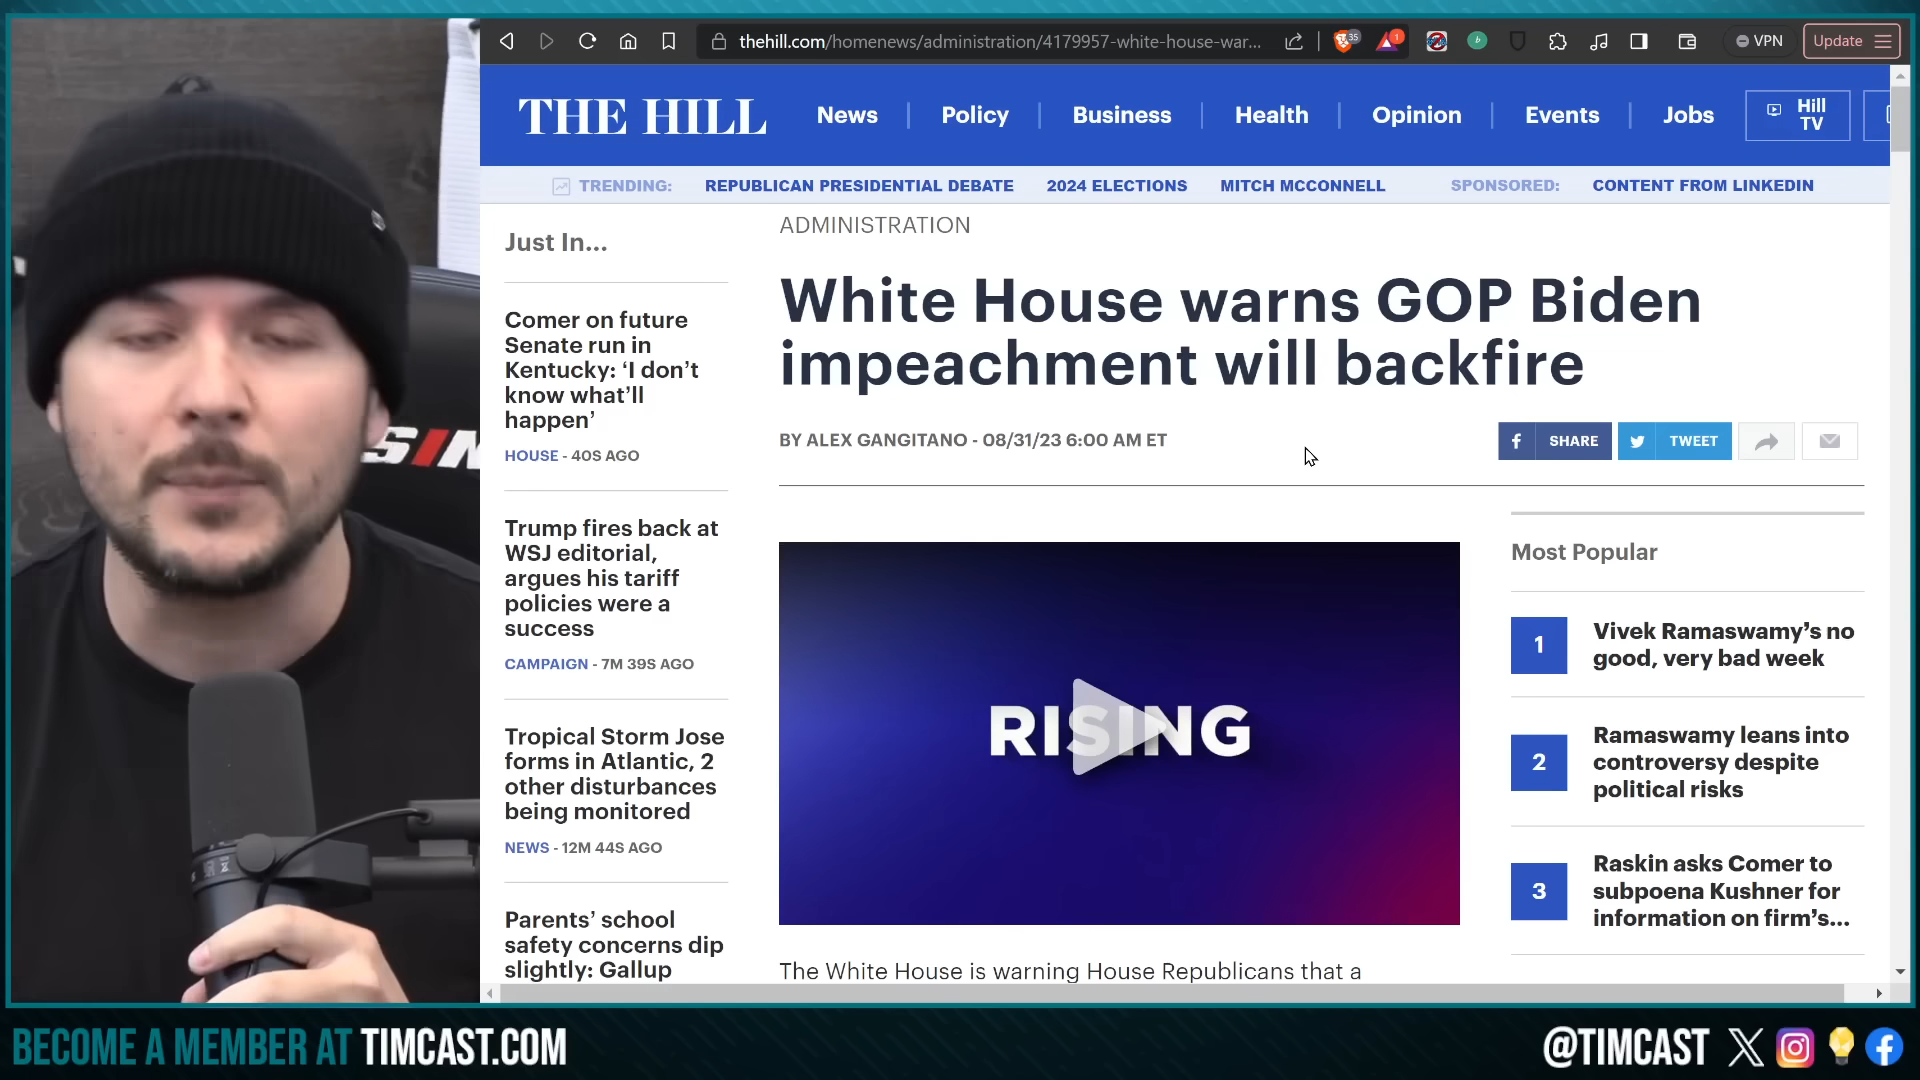 thehill.com/homenews/administration/4179957-white-house-war...
35
1
b
VPN
Update
THE HILL
News
Policy
Business
Health
Opinion
Events
Jobs
Hill
TV
TRENDING:
REPUBLICAN PRESIDENTIAL DEBATE
2024 ELECTIONS
MITCH MCCONNELL
SPONSORED:
CONTENT FROM LINKEDIN
Just In...
Comer on future
Senate run in
Kentucky: ‘I don’t
know what’ll
happen’
HOUSE - 40S AGO
Trump fires back at
WSJ editorial,
argues his tariff
policies were a
success
CAMPAIGN - 7M 39S AGO
Tropical Storm Jose
forms in Atlantic, 2
other disturbances
being monitored
NEWS - 12M 44S AGO
Parents’ school
safety concerns dip
slightly: Gallup
ADMINISTRATION
White House warns GOP Biden
impeachment will backfire
BY ALEX GANGITANO - 08/31/23 6:00 AM ET
SHARE
TWEET
RISING
The White House is warning House Republicans that a
Most Popular
1
Vivek Ramaswamy’s no
good, very bad week
2
Ramaswamy leans into
controversy despite
political risks
3
Raskin asks Comer to
subpoena Kushner for
information on firm’s...
BECOME A MEMBER AT TIMCAST.COM
@TIMCAST